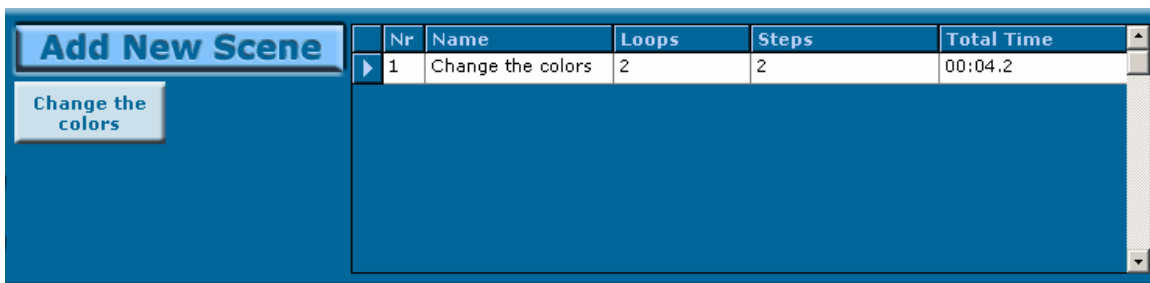 Add New Scene
Change the
colors
Nr Name Loops Steps Total Time
1 Change the colors 2 2 00:04.2